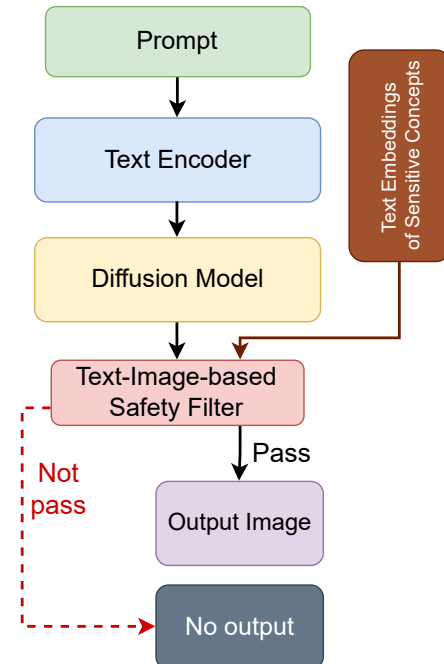 Prompt
Text Encoder
Text Embeddings
of Sensitive Concepts
Diffusion Model
Text-Image-based
Safety Filter
Pass
Not
pass
Output Image
No output